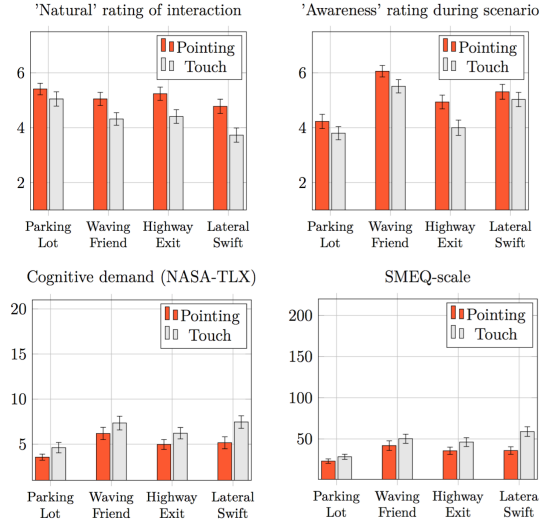 'Natural' rating of interaction
Pointing
Touch
6
4
2
Parking Lot
Waving Friend
Highway Exit
Lateral Swift
'Awareness' rating during scenario
Pointing
Touch
6
4
2
Parking Lot
Waving Friend
Highway Exit
Lateral Swift
Cognitive demand (NASA-TLX)
Pointing
Touch
20
15
10
5
Parking Lot
Waving Friend
Highway Exit
Lateral Swift
SMEQ-scale
Pointing
Touch
200
150
100
50
Parking Lot
Waving Friend
Highway Exit
Lateral Swift